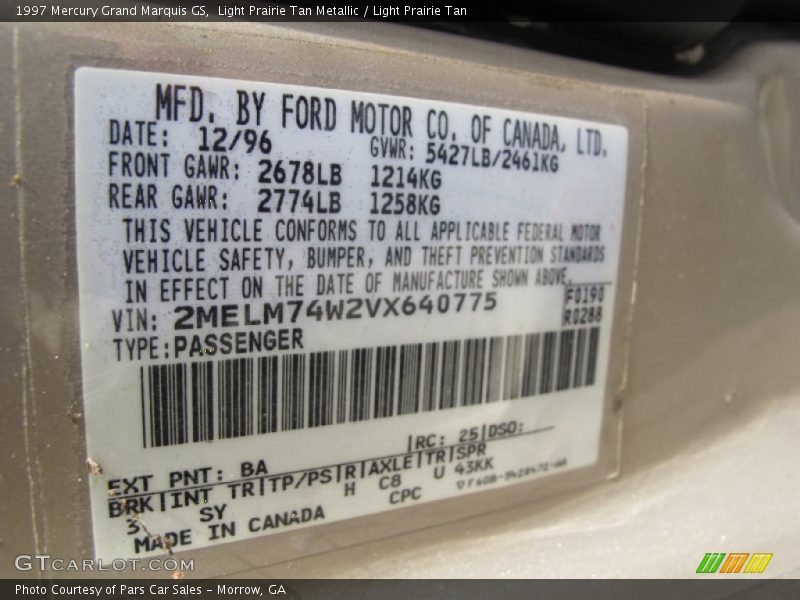 1997 Mercury Grand Marquis GS, Light Prairie Tan Metallic / Light Prairie Tan
MFD. BY FORD MOTOR CO. OF CANADA, LTD.
DATE: 12/96 GVWR: 5427LB/2461KG
FRONT GAWR: 2678LB 1214KG
REAR GAWR: 2774LB 1258KG
THIS VEHICLE CONFORMS TO ALL APPLICABLE FEDERAL MOTOR
VEHICLE SAFETY, BUMPER, AND THEFT PREVENTION STANDARDS
IN EFFECT ON THE DATE OF MANUFACTURE SHOWN ABOVE.
VIN: 2MELM74W2VX640775 F0190
R0288
TYPE: PASSENGER
EXT PNT: BA |RC: 25|DSO:
BRK|INT TR|TP/PS|R|AXLE|TR|SPR
3 SY H C8 U 43KK
MADE IN CANADA CPC
GTCARLOT.COM
Photo Courtesy of Pars Car Sales - Morrow, GA